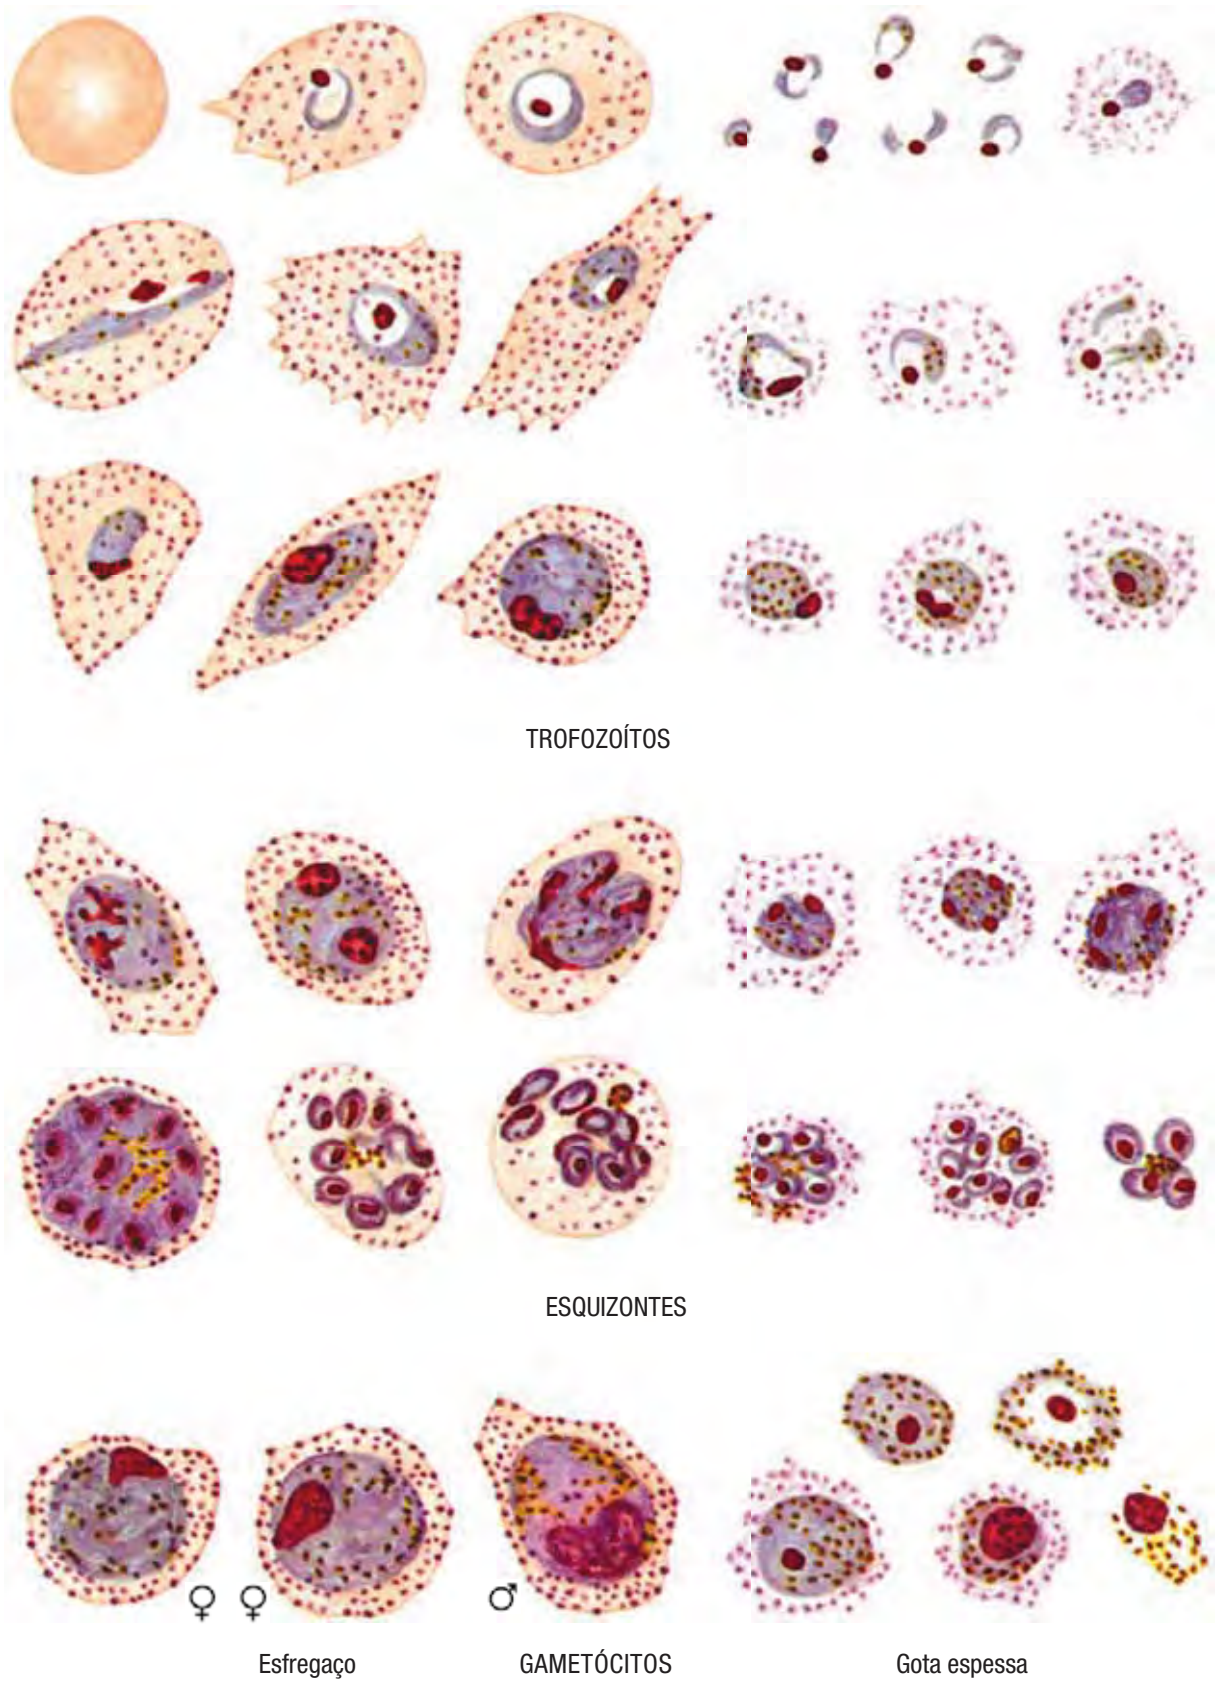 TROFOZOÍTOS
ESQUIZONTES
♀ ♀ ♂
Esfregaço GAMETÓCITOS Gota espessa